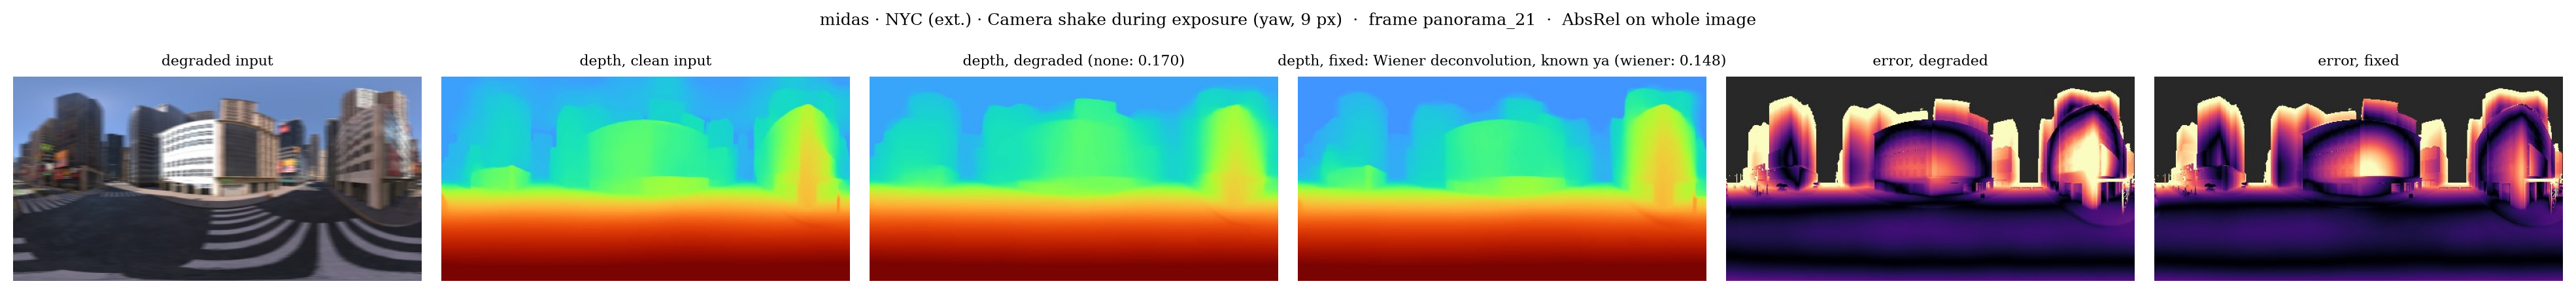 midas · NYC (ext.) · Camera shake during exposure (yaw, 9 px)  ·  frame panorama_21  ·  AbsRel on whole image
degraded input
depth, clean input
depth, degraded (none: 0.170)
depth, fixed: Wiener deconvolution, known ya (wiener: 0.148)
error, degraded
error, fixed